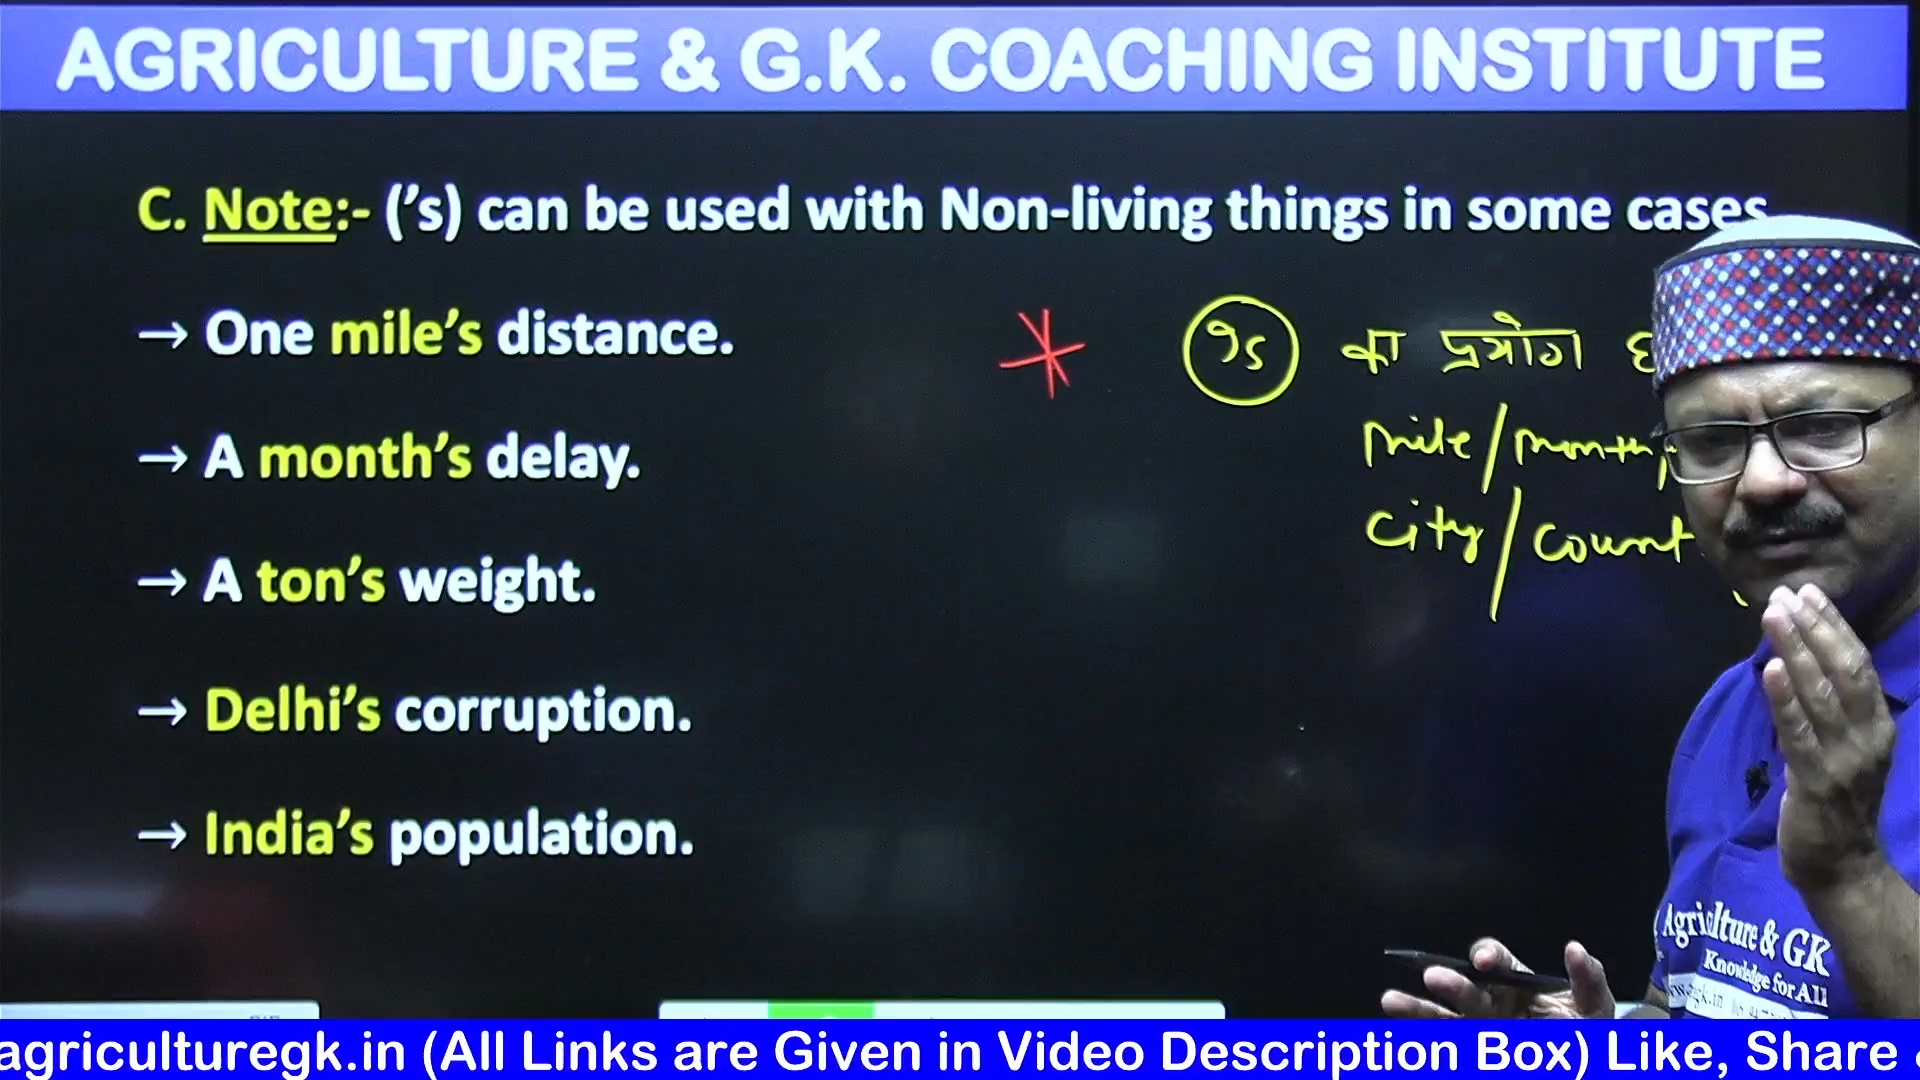 AGRICULTURE & G.K. COACHING INSTITUTE
C. Note:- (’s) can be used with Non-living things in some cases
→ One mile’s distance.
’s का प्रयोग
→ A month’s delay.
mile/month
city/
→ A ton’s weight.
→ Delhi’s corruption.
→ India’s population.
Agriculture & GK
Knowledge for All
agriculturegk.in (All Links are Given in Video Description Box) Like, Share